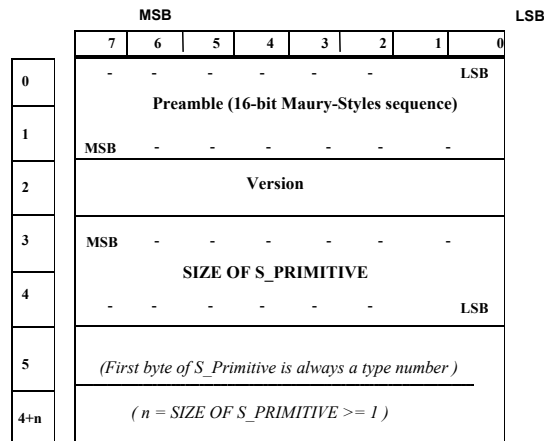 MSB LSB
7 6 5 4 3 2 1 0
0 - - - - - - LSB
Preamble (16-bit Maury-Styles sequence)
1 MSB - - - - - - -
2 Version
3 MSB - - - - - - -
SIZE OF S_PRIMITIVE
4 - - - - - - LSB
5 (First byte of S_Primitive is always a type number )
4+n ( n = SIZE OF S_PRIMITIVE >= 1 )